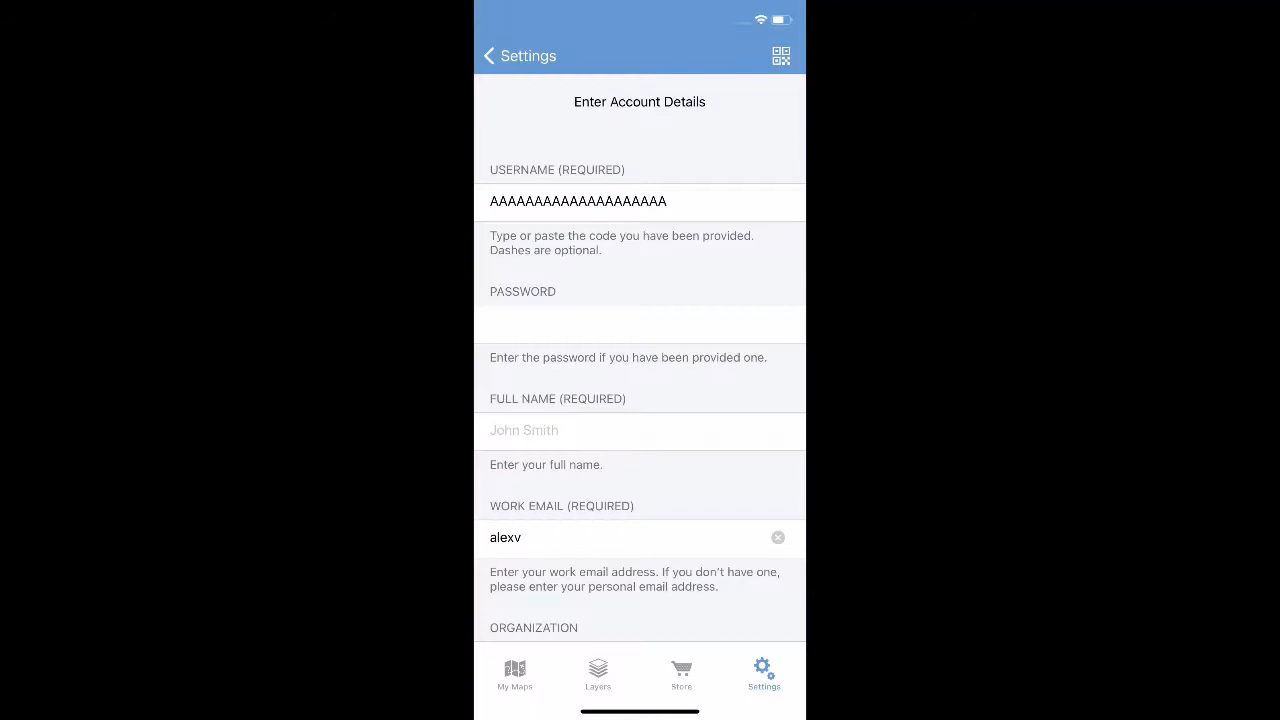 Settings
Enter Account Details
USERNAME (REQUIRED)
AAAAAAAAAAAAAAAAAAAA
Type or paste the code you have been provided.
Dashes are optional.
PASSWORD
Enter the password if you have been provided one.
FULL NAME (REQUIRED)
John Smith
Enter your full name.
WORK EMAIL (REQUIRED)
alexv
Enter your work email address. If you don't have one,
please enter your personal email address.
ORGANIZATION
My Maps Layers Store Settings